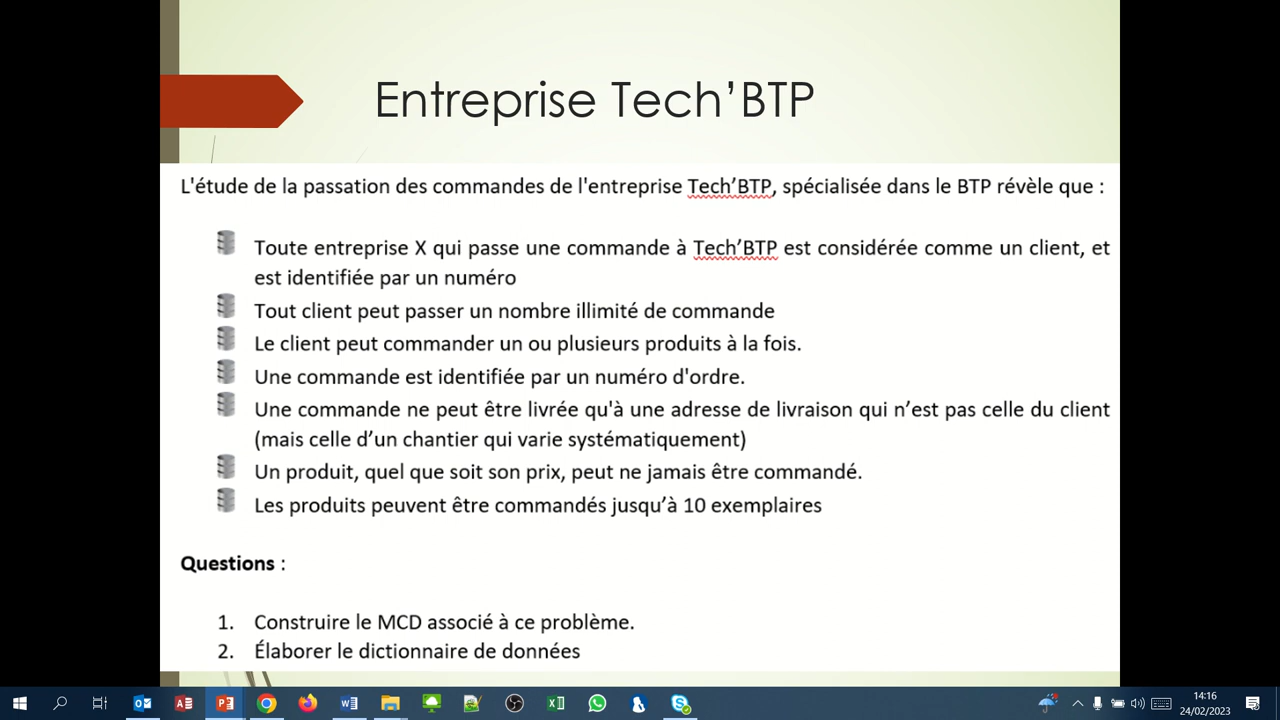 Entreprise Tech’BTP
L'étude de la passation des commandes de l'entreprise Tech’BTP, spécialisée dans le BTP révèle que :
Toute entreprise X qui passe une commande à Tech’BTP est considérée comme un client, et
est identifiée par un numéro
Tout client peut passer un nombre illimité de commande
Le client peut commander un ou plusieurs produits à la fois.
Une commande est identifiée par un numéro d'ordre.
Une commande ne peut être livrée qu'à une adresse de livraison qui n’est pas celle du client
(mais celle d’un chantier qui varie systématiquement)
Un produit, quel que soit son prix, peut ne jamais être commandé.
Les produits peuvent être commandés jusqu’à 10 exemplaires
Questions :
1. Construire le MCD associé à ce problème.
2. Élaborer le dictionnaire de données
14:16
24/02/2023